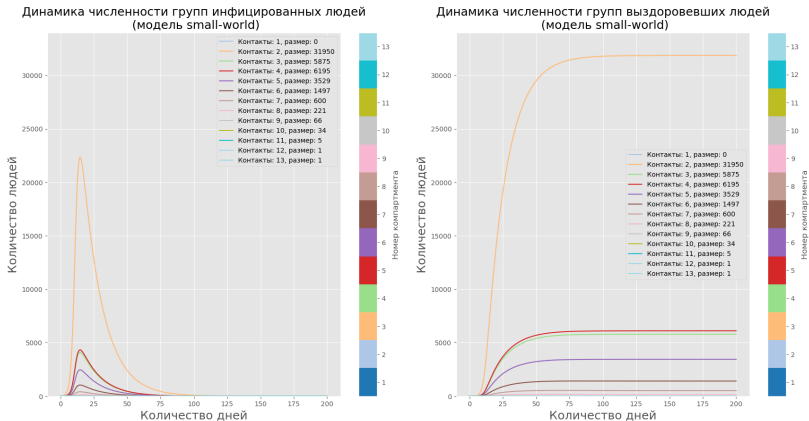 Динамика численности групп инфицированных людей
(модель small-world)
Контакты: 1, размер: 0
Контакты: 2, размер: 31950
Контакты: 3, размер: 5875
Контакты: 4, размер: 6195
Контакты: 5, размер: 3529
Контакты: 6, размер: 1497
Контакты: 7, размер: 600
Контакты: 8, размер: 221
Контакты: 9, размер: 66
Контакты: 10, размер: 34
Контакты: 11, размер: 5
Контакты: 12, размер: 1
Контакты: 13, размер: 1
Количество людей
30000
25000
20000
15000
10000
5000
0
0 25 50 75 100 125 150 175 200
Количество дней
13
12
11
10
9
8
7
6
5
4
3
2
1
Номер компартмента
Динамика численности групп выздоровевших людей
(модель small-world)
Контакты: 1, размер: 0
Контакты: 2, размер: 31950
Контакты: 3, размер: 5875
Контакты: 4, размер: 6195
Контакты: 5, размер: 3529
Контакты: 6, размер: 1497
Контакты: 7, размер: 600
Контакты: 8, размер: 221
Контакты: 9, размер: 66
Контакты: 10, размер: 34
Контакты: 11, размер: 5
Контакты: 12, размер: 1
Контакты: 13, размер: 1
Количество людей
30000
25000
20000
15000
10000
5000
0
0 25 50 75 100 125 150 175 200
Количество дней
13
12
11
10
9
8
7
6
5
4
3
2
1
Номер компартмента